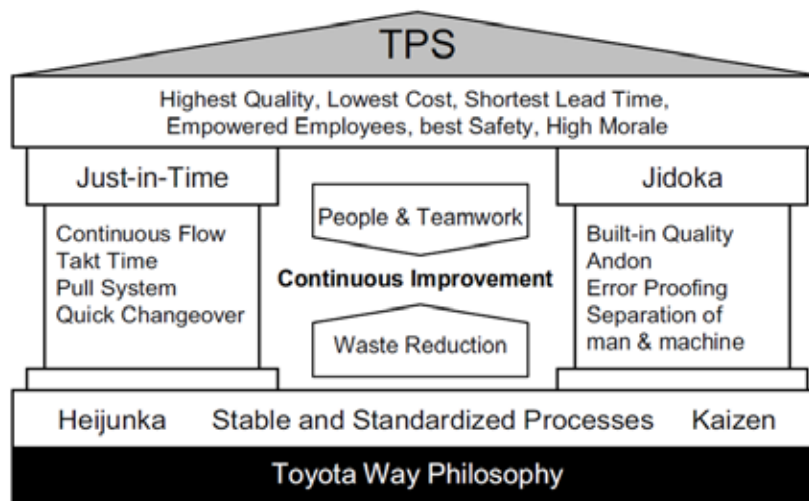 TPS
Highest Quality, Lowest Cost, Shortest Lead Time,
Empowered Employees, best Safety, High Morale
Just-in-Time
Continuous Flow
Takt Time
Pull System
Quick Changeover
People & Teamwork
Continuous Improvement
Waste Reduction
Jidoka
Built-in Quality
Andon
Error Proofing
Separation of
man & machine
Heijunka Stable and Standardized Processes Kaizen
Toyota Way Philosophy